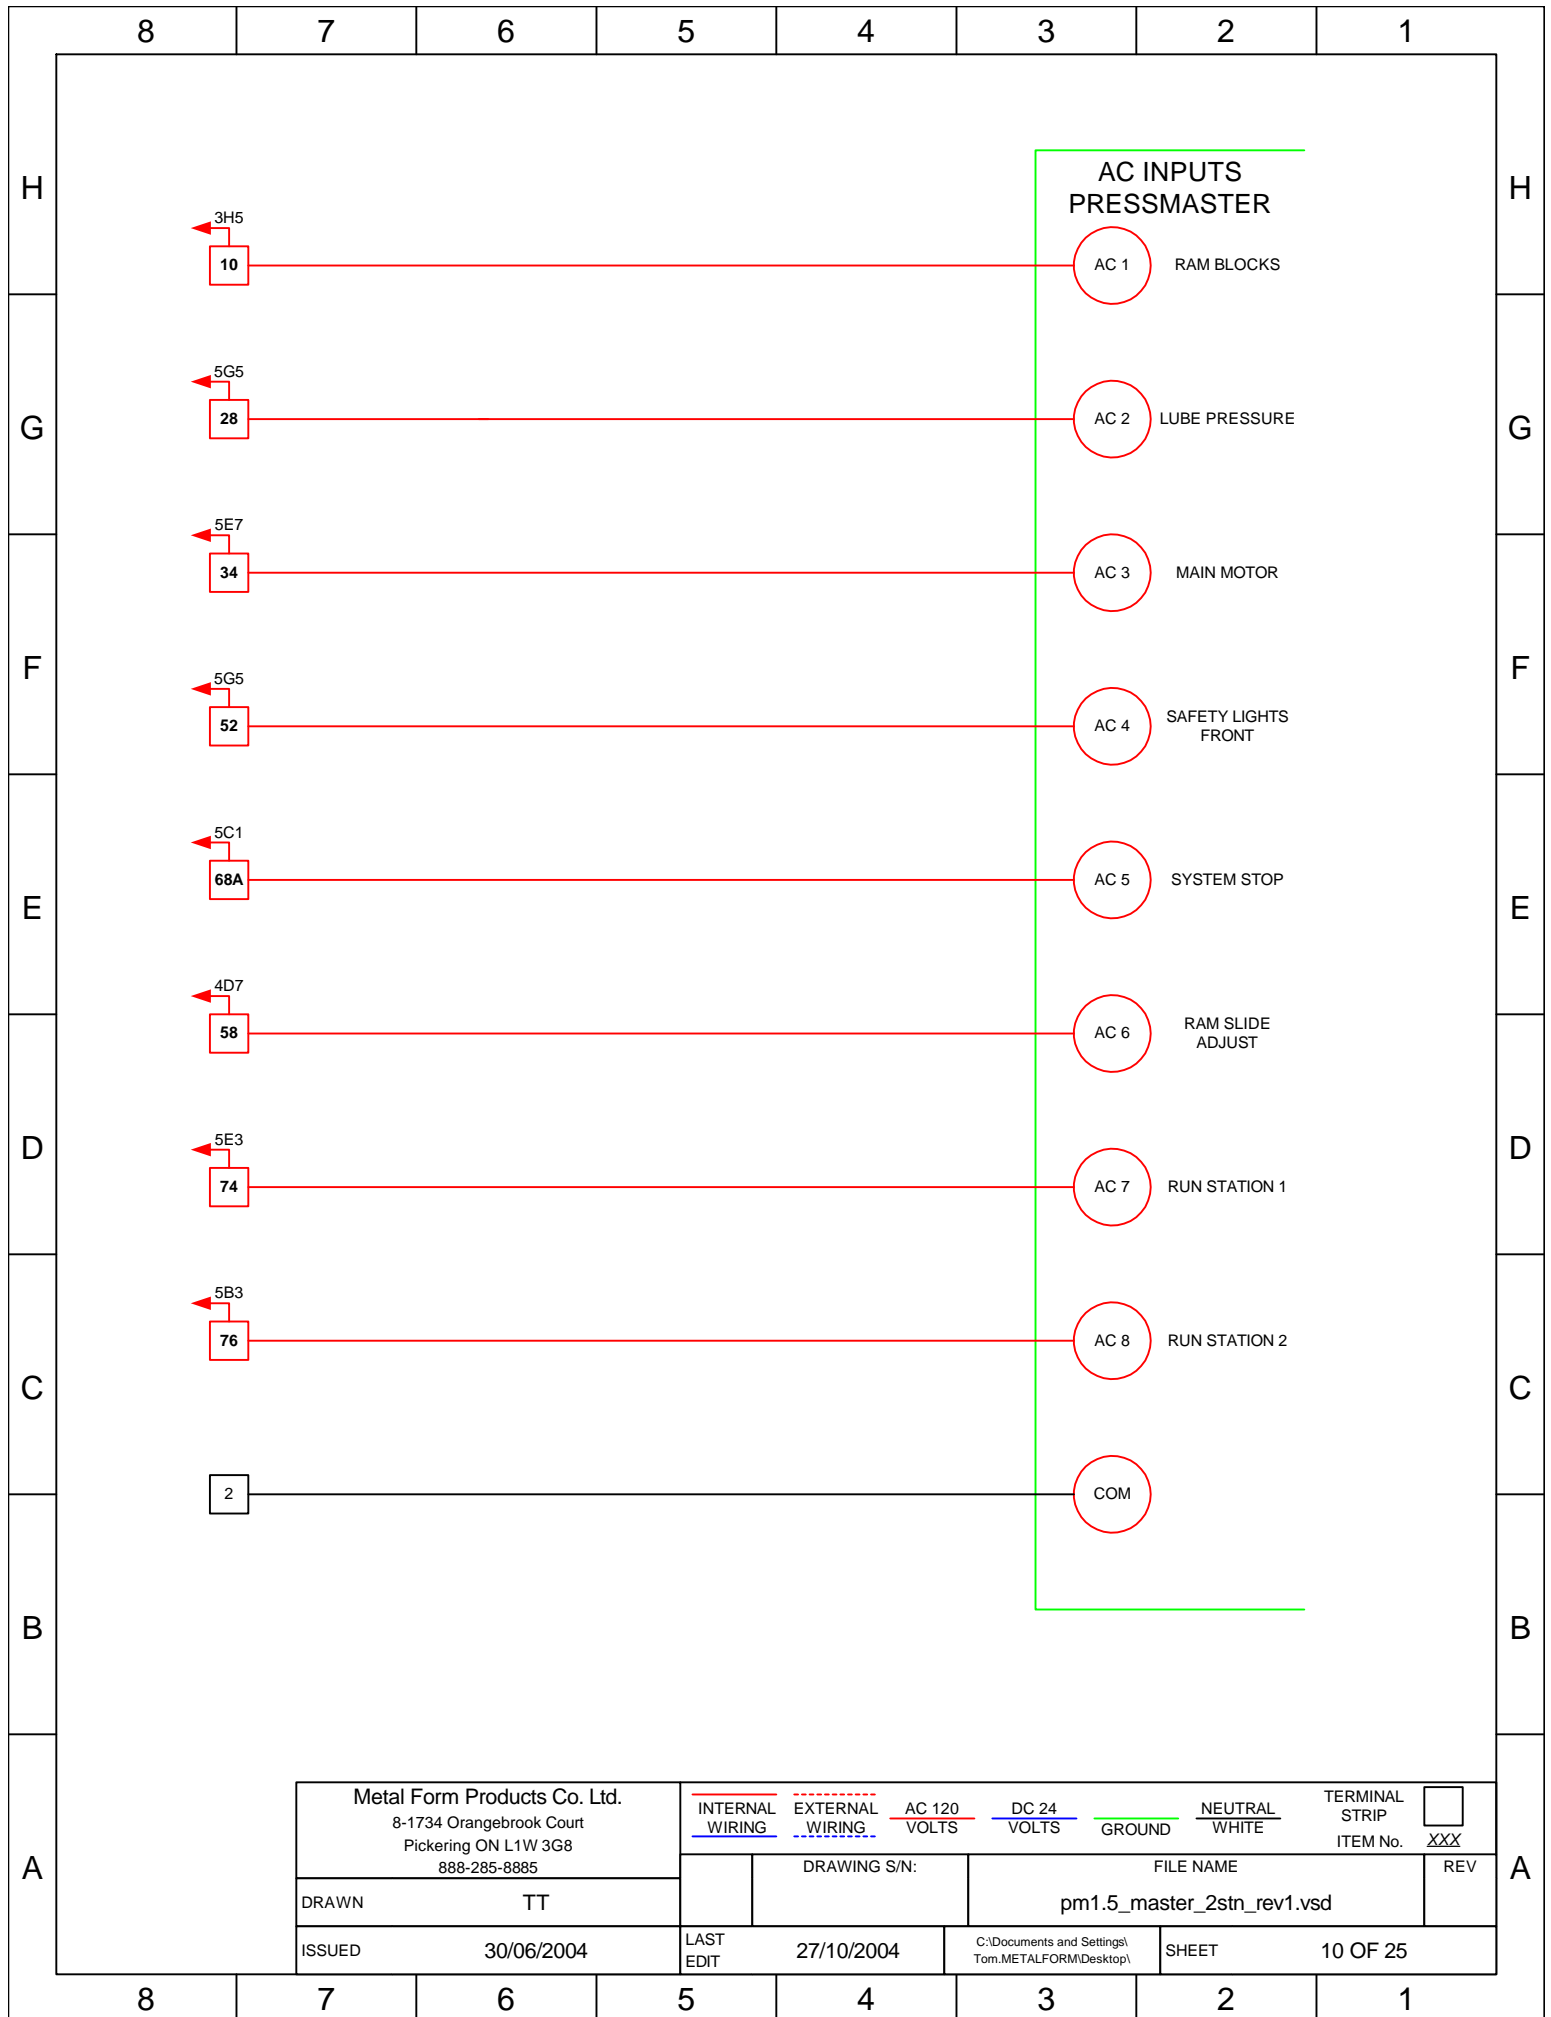 8 7 6 5 4 3 2 1
AC INPUTS
PRESSMASTER
H H
3H5
10 AC 1 RAM BLOCKS
5G5
28 AC 2 LUBE PRESSURE
G G
5E7
34 AC 3 MAIN MOTOR
F F
5G5
52 AC 4 SAFETY LIGHTS
FRONT
5C1
68A AC 5 SYSTEM STOP
E E
4D7
58 AC 6 RAM SLIDE
ADJUST
D D
5E3
74 AC 7 RUN STATION 1
5B3
76 AC 8 RUN STATION 2
C C
2 COM
B B
A A
Metal Form Products Co. Ltd.
8-1734 Orangebrook Court
Pickering ON L1W 3G8
888-285-8885
INTERNAL
WIRING
EXTERNAL
WIRING
AC 120
VOLTS
DC 24
VOLTS
GROUND
NEUTRAL
WHITE
TERMINAL
STRIP
ITEM No. XXX
DRAWN TT
DRAWING S/N:
FILE NAME
pm1.5_master_2stn_rev1.vsd
REV
ISSUED 30/06/2004
LAST
EDIT
27/10/2004
C:\Documents and Settings\
Tom.METALFORM\Desktop\
SHEET 10 OF 25
8 7 6 5 4 3 2 1